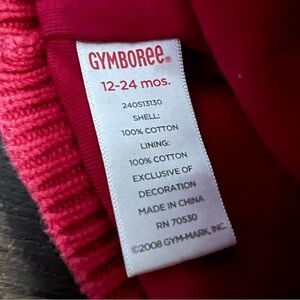 GYMBOREE®
12-24 mos.
240513130
SHELL:
100% COTTON
LINING:
100% COTTON
EXCLUSIVE OF
DECORATION
MADE IN CHINA
RN 70530
©2008 GYM-MARK, INC.